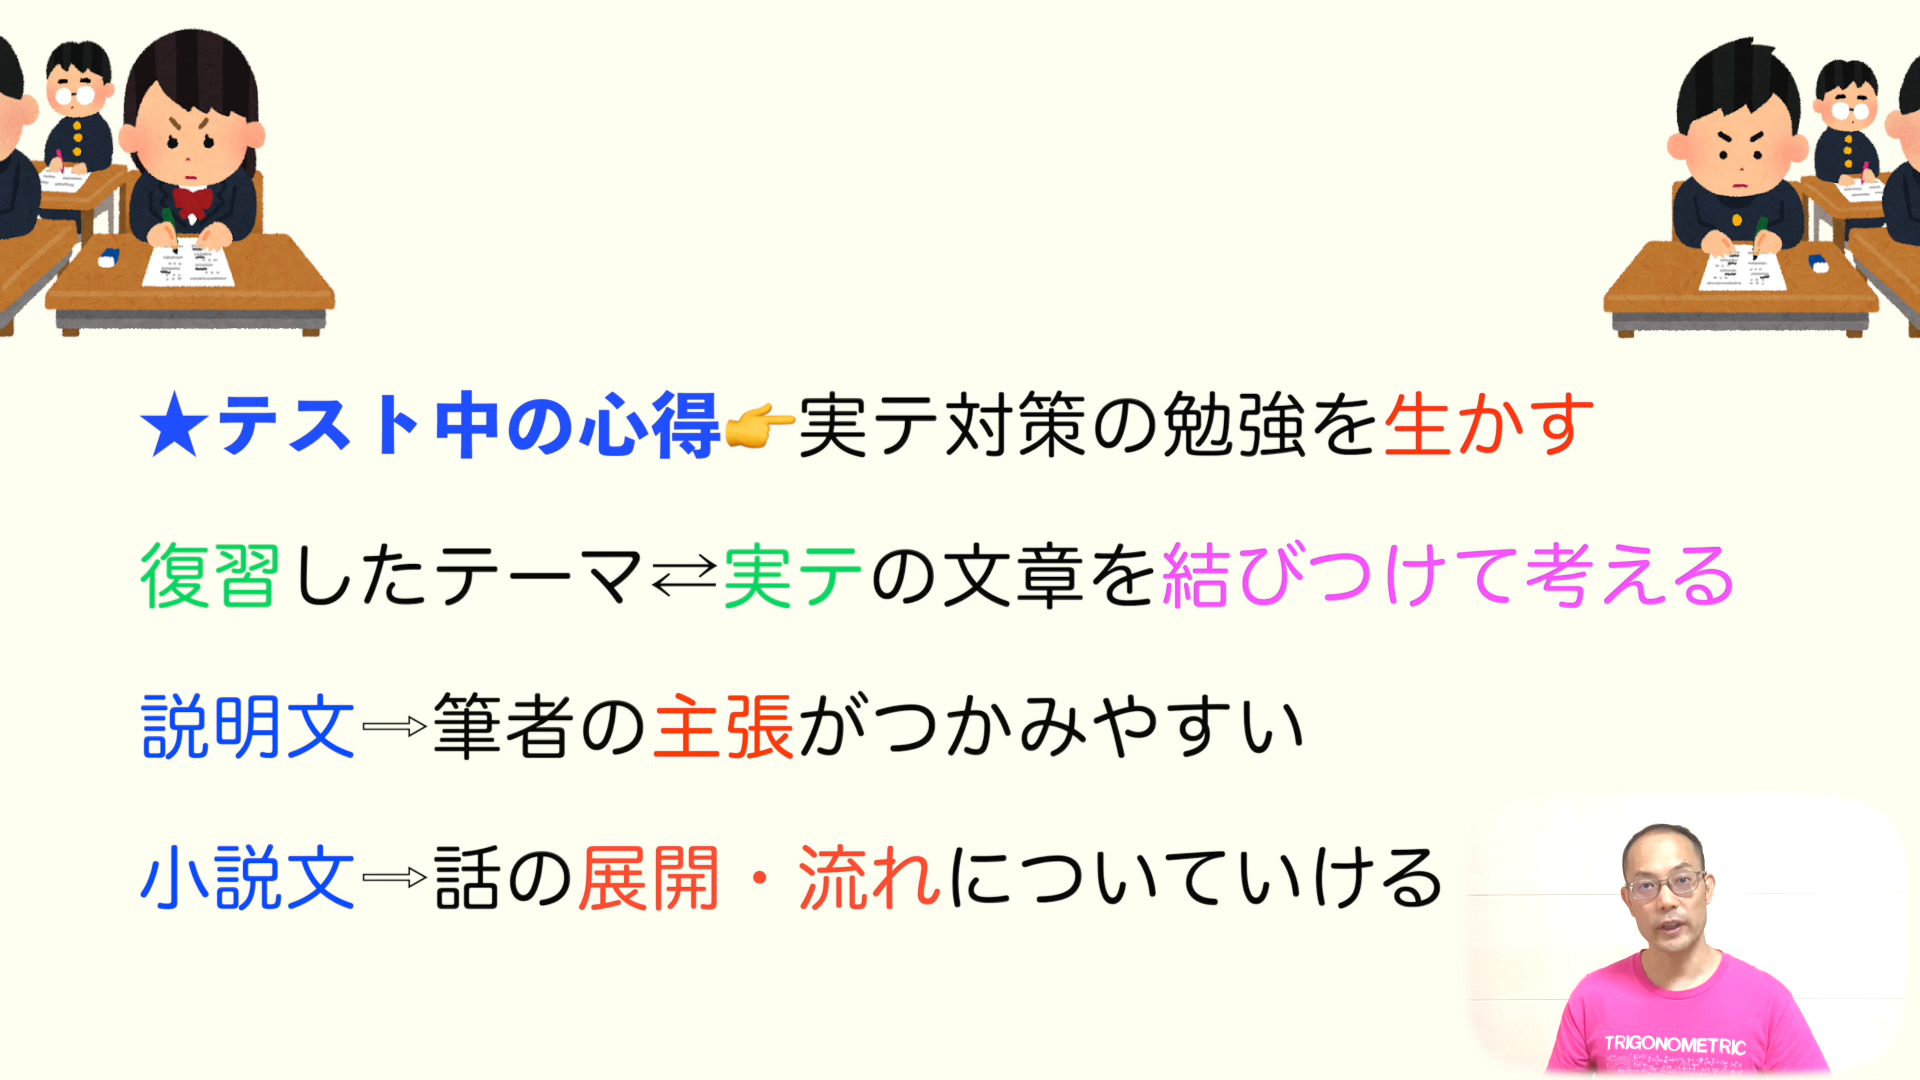 ★テスト中の心得👉実テ対策の勉強を生かす
復習したテーマ⇄実テの文章を結びつけて考える
説明文⇨筆者の主張がつかみやすい
小説文⇨話の展開・流れについていける
TRIGONOMETRIC